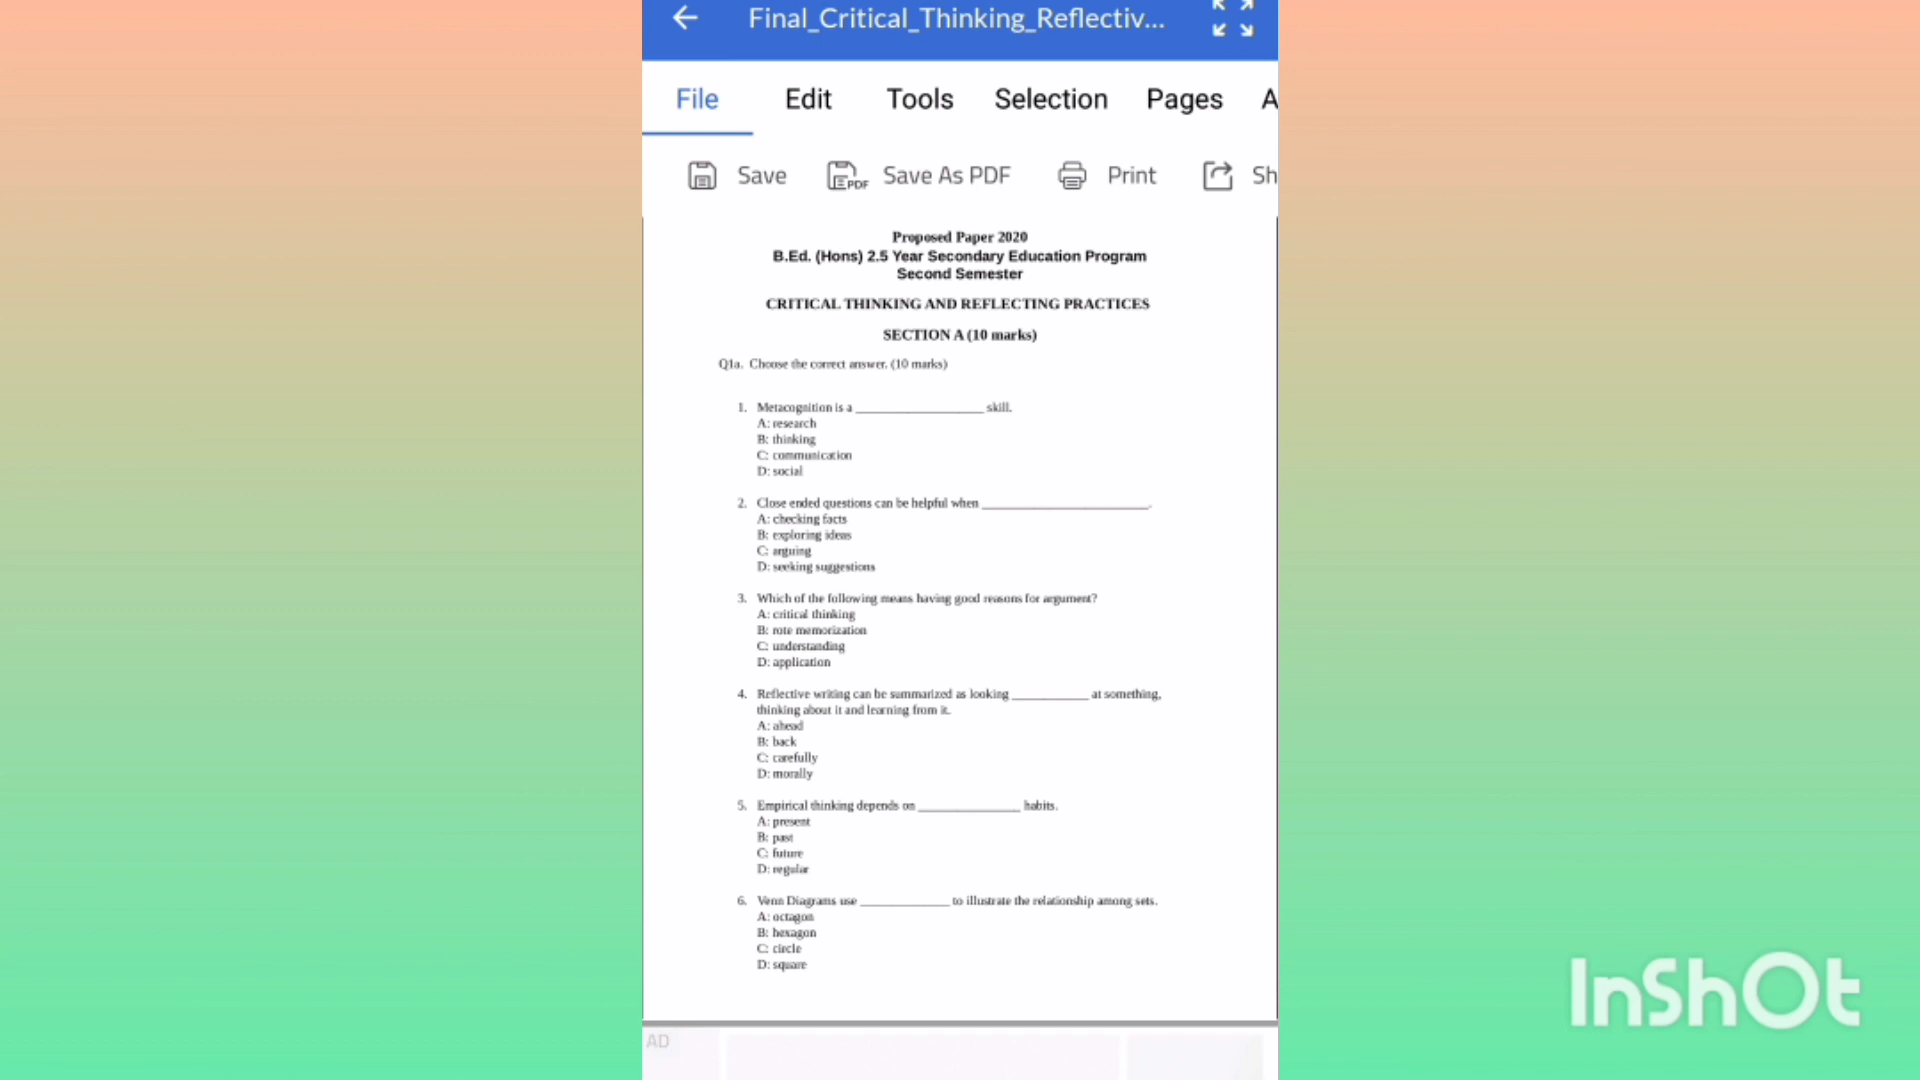 Final_Critical_Thinking_Reflectiv...
File Edit Tools Selection Pages A
Save Save As PDF Print Sh
Proposed Paper 2020
B.Ed. (Hons) 2.5 Year Secondary Education Program
Second Semester
CRITICAL THINKING AND REFLECTING PRACTICES
SECTION A (10 marks)
Q1a. Choose the correct answer. (10 marks)
1. Metacognition is a ____________________ skill.
A: research
B: thinking
C: communication
D: social
2. Close ended questions can be helpful when __________________________.
A: checking facts
B: exploring ideas
C: arguing
D: seeking suggestions
3. Which of the following means having good reasons for argument?
A: critical thinking
B: rote memorization
C: understanding
D: application
4. Reflective writing can be summarized as looking ____________ at something,
thinking about it and learning from it.
A: ahead
B: back
C: carefully
D: morally
5. Empirical thinking depends on ________________ habits.
A: present
B: past
C: future
D: regular
6. Venn Diagrams use ______________ to illustrate the relationship among sets.
A: octagon
B: hexagon
C: circle
D: square
AD
InShOt